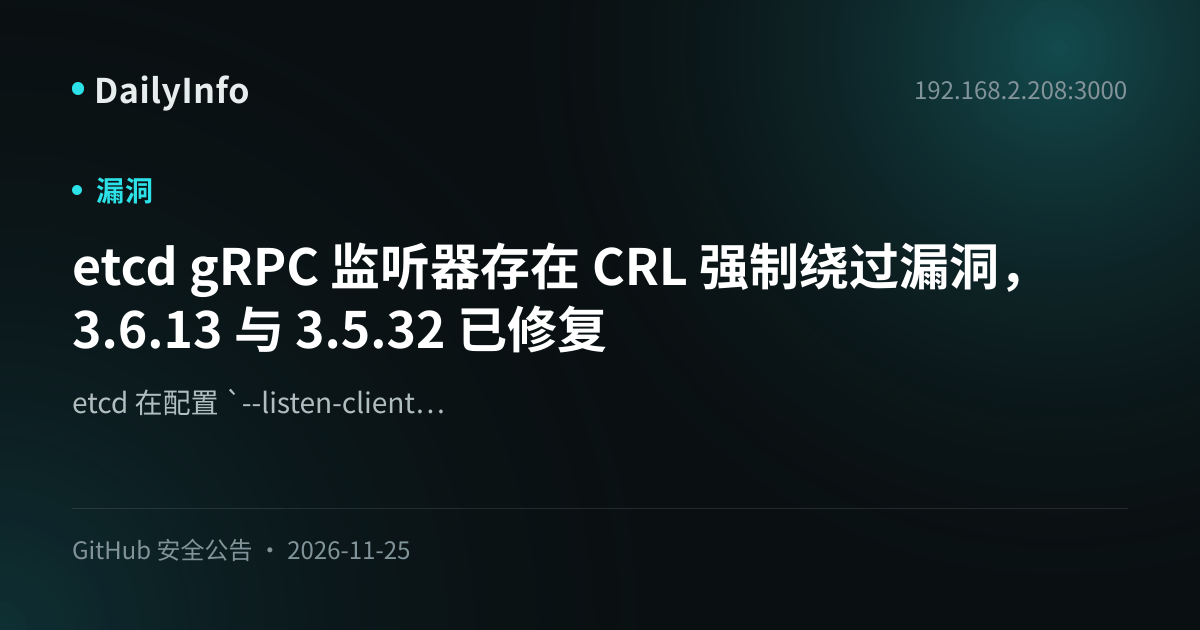 DailyInfo
192.168.2.208:3000
漏洞
etcd gRPC 监听器存在 CRL 强制绕过漏洞，
3.6.13 与 3.5.32 已修复
etcd 在配置 `--listen-client…
GitHub 安全公告 · 2026-11-25